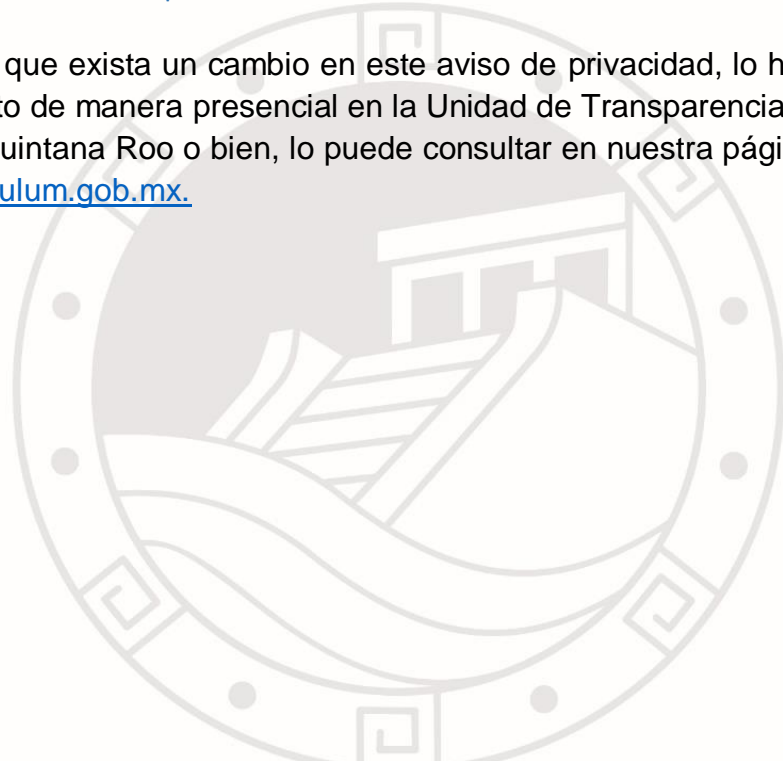 que exista un cambio en este aviso de privacidad, lo h
to de manera presencial en la Unidad de Transparencia
uintana Roo o bien, lo puede consultar en nuestra pági
ulum.gob.mx.